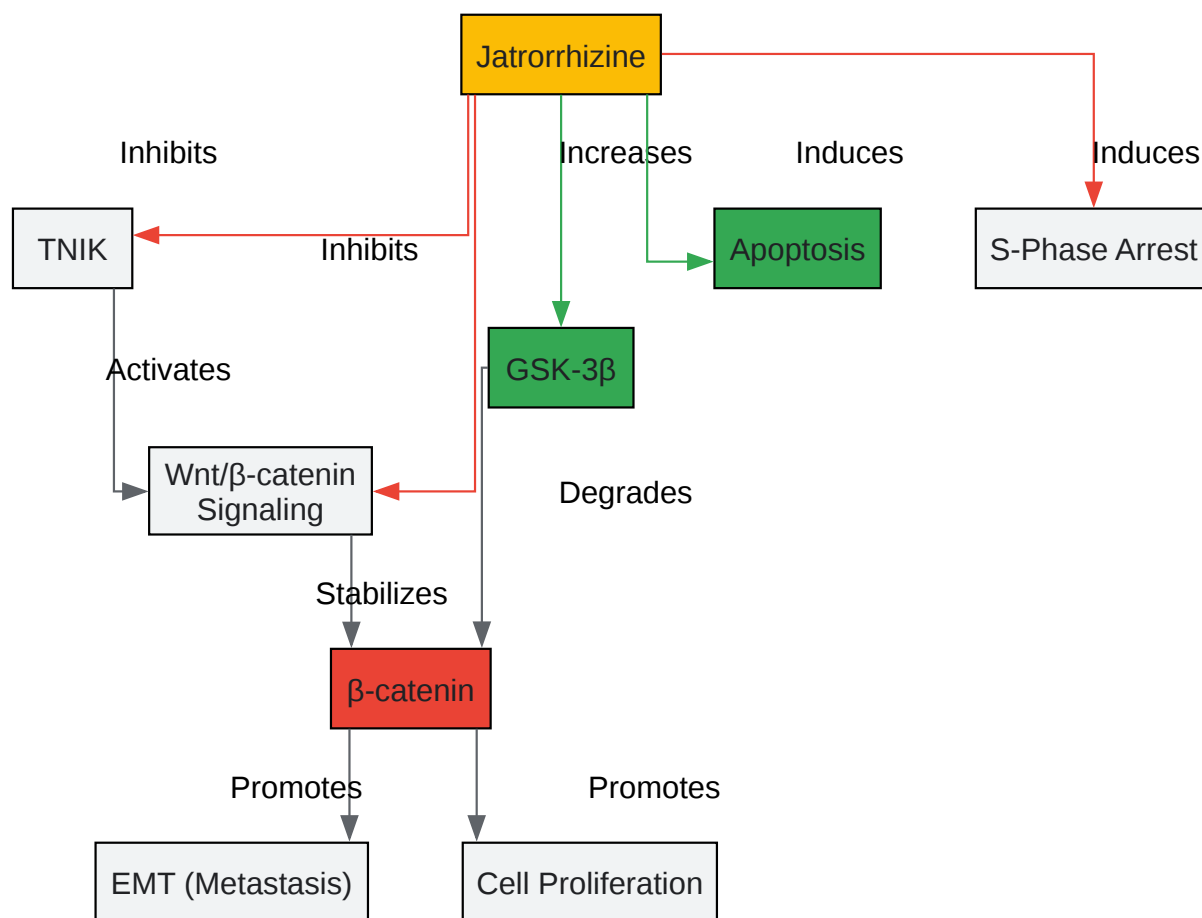 Jatrorrhizine
Inhibits
Increases
Induces
Induces
TNIK
Inhibits
Apoptosis
S-Phase Arrest
Activates
GSK-3β
Wnt/β-catenin
Signaling
Degrades
Stabilizes
β-catenin
Promotes
Promotes
EMT (Metastasis)
Cell Proliferation